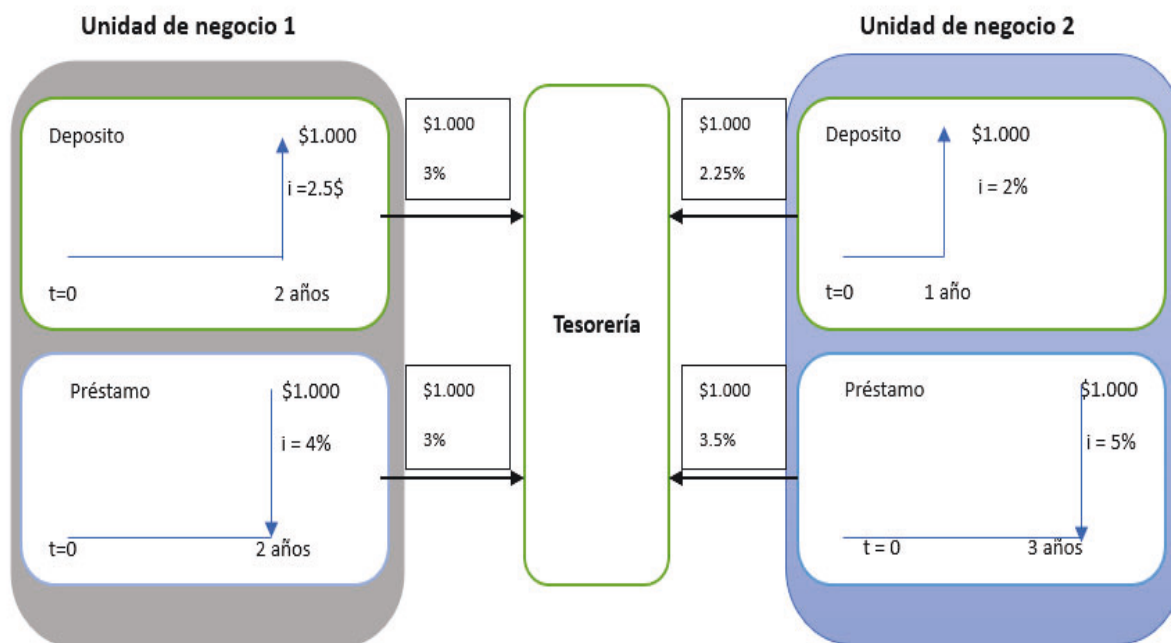 Unidad de negocio 1
Unidad de negocio 2
Deposito
$1.000
i =2.5$
t=0
2 años
$1.000
3%
Préstamo
$1.000
i = 4%
t=0
2 años
$1.000
3%
Tesorería
$1.000
2.25%
Deposito
$1.000
i = 2%
t=0
1 año
$1.000
3.5%
Préstamo
$1.000
i = 5%
t = 0
3 años